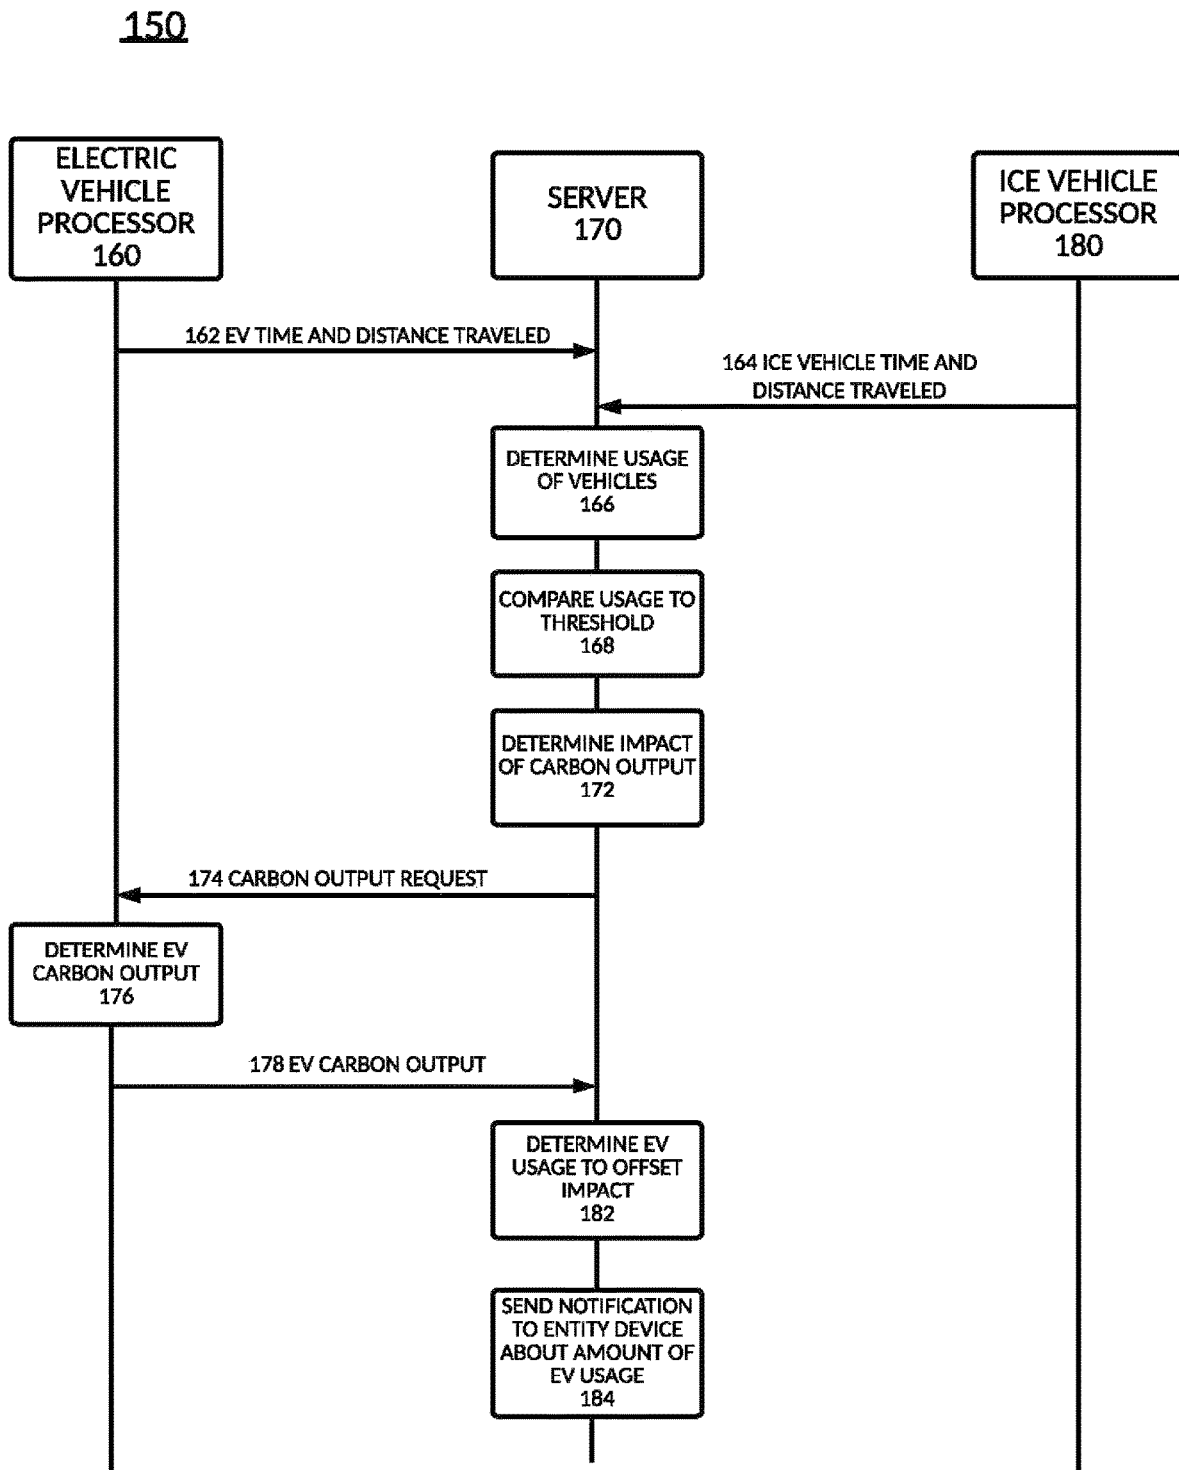 150
ELECTRIC
VEHICLE
PROCESSOR
160
SERVER
170
ICE VEHICLE
PROCESSOR
180
162 EV TIME AND DISTANCE TRAVELED
164 ICE VEHICLE TIME AND
DISTANCE TRAVELED
DETERMINE USAGE
OF VEHICLES
166
COMPARE USAGE TO
THRESHOLD
168
DETERMINE IMPACT
OF CARBON OUTPUT
172
174 CARBON OUTPUT REQUEST
DETERMINE EV
CARBON OUTPUT
176
178 EV CARBON OUTPUT
DETERMINE EV
USAGE TO OFFSET
IMPACT
182
SEND NOTIFICATION
TO ENTITY DEVICE
ABOUT AMOUNT OF
EV USAGE
184